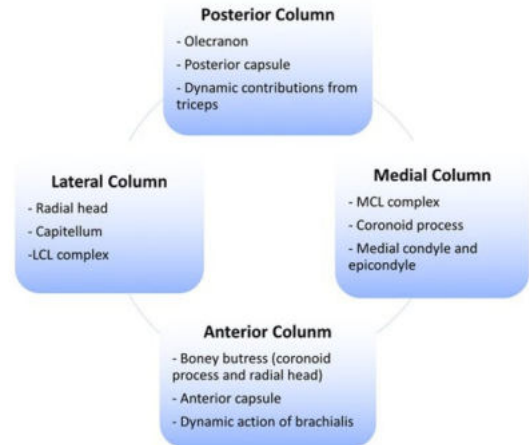 Posterior Column
- Olecranon
- Posterior capsule
- Dynamic contributions from
triceps
Lateral Column
- Radial head
- Capitellum
-LCL complex
Medial Column
- MCL complex
- Coronoid process
- Medial condyle and
epicondyle
Anterior Colunm
- Boney butress (coronoid
process and radial head)
- Anterior capsule
- Dynamic action of brachialis